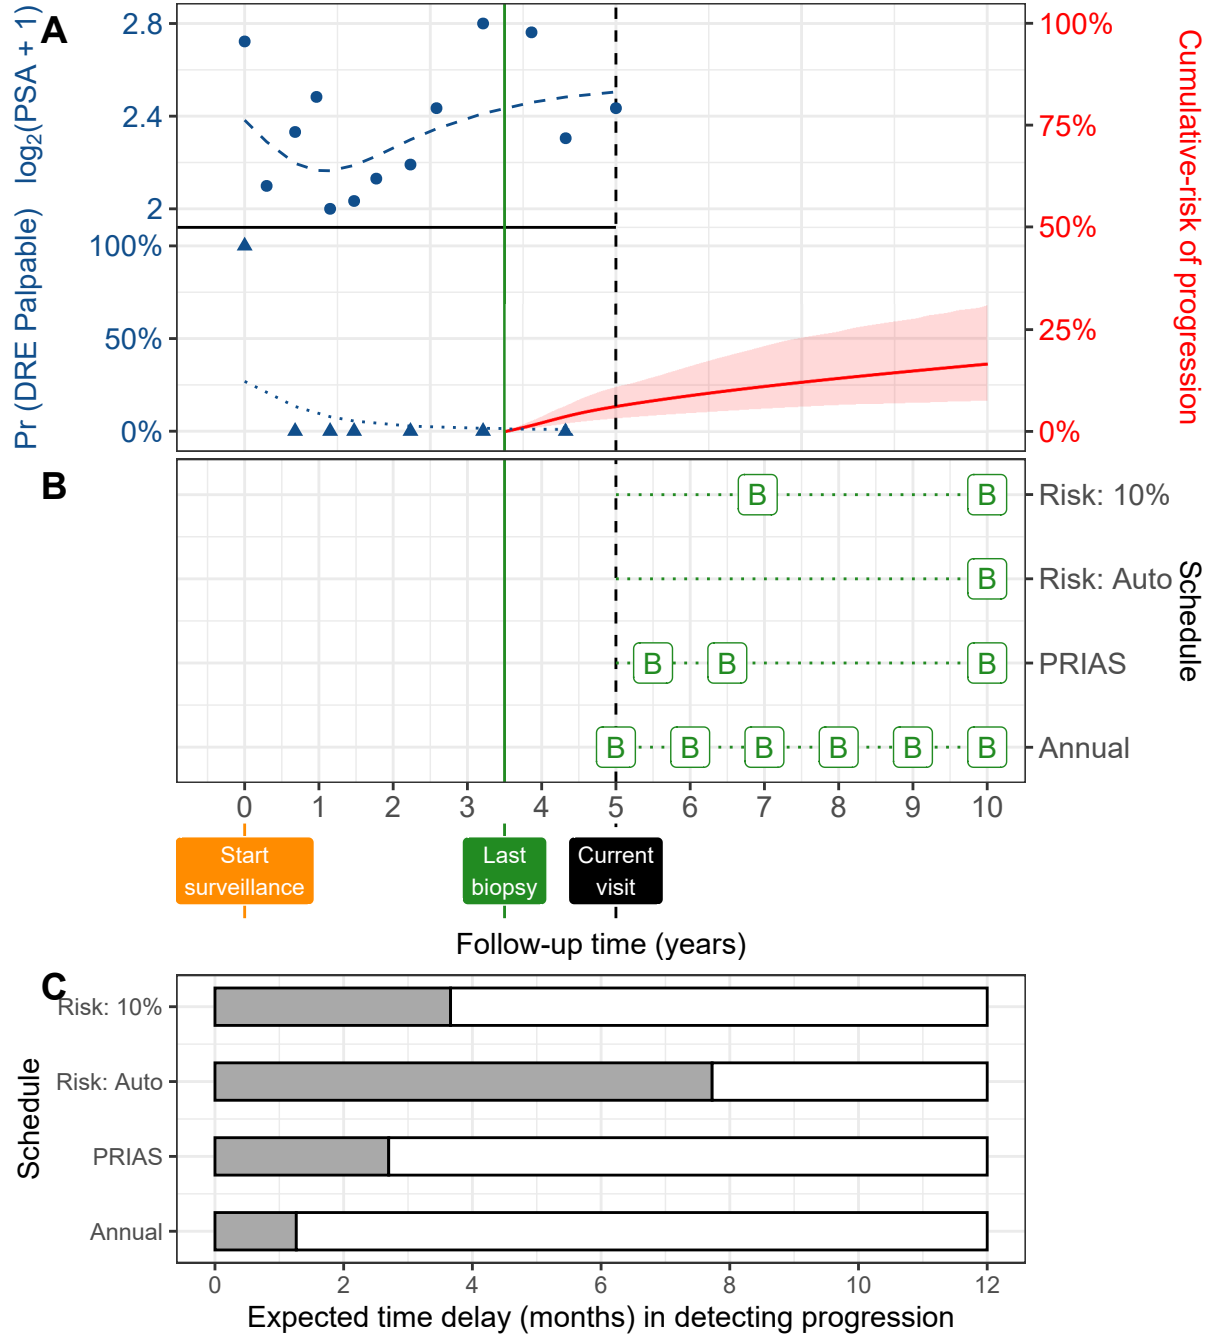 A
log₂(PSA + 1)
2.8
2.4
2
Pr (DRE Palpable)
100%
50%
0%
100%
75%
50%
25%
0%
Cumulative-risk of progression
B
B B Risk: 10%
B Risk: Auto
B B B PRIAS
B B B B B B Annual
Schedule
0 1 2 3 4 5 6 7 8 9 10
Start
surveillance
Last
biopsy
Current
visit
Follow-up time (years)
C
Schedule
Risk: 10%
Risk: Auto
PRIAS
Annual
0 2 4 6 8 10 12
Expected time delay (months) in detecting progression